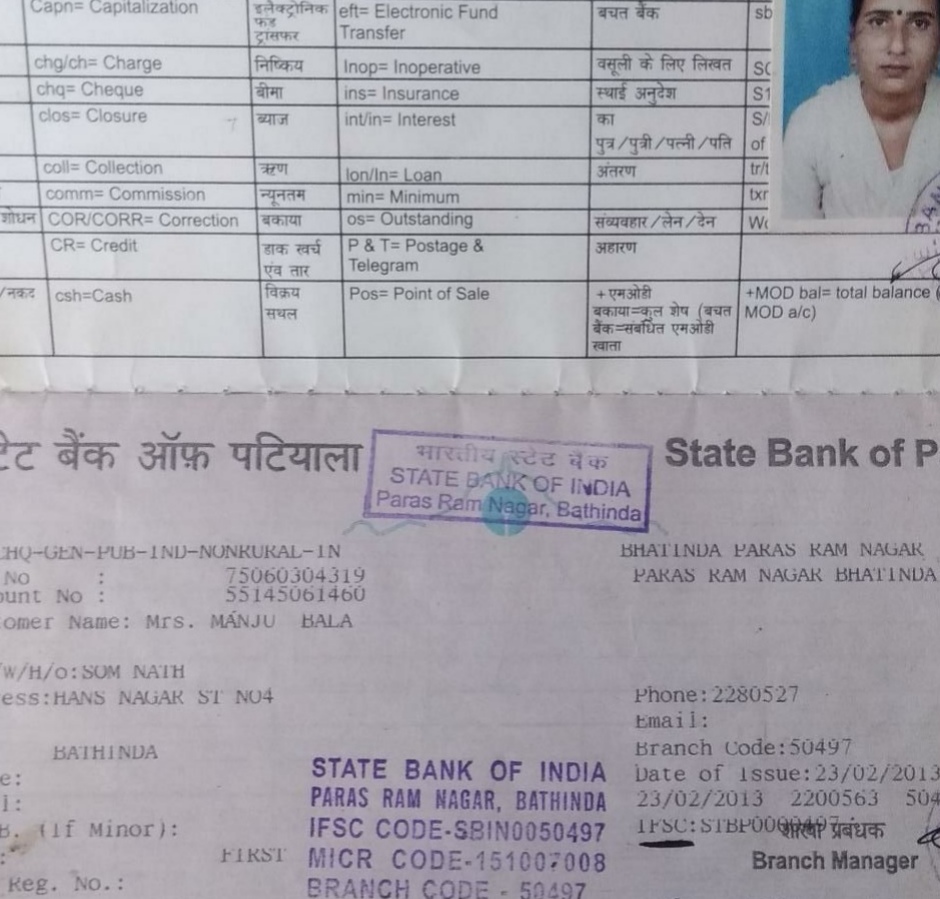 Capn= Capitalization इलेक्ट्रोनिक फंड ट्रांसफर eft= Electronic Fund Transfer बचत बैंक sb
chg/ch= Charge निष्क्रिय Inop= Inoperative वसूली के लिए लिखत SC
chq= Cheque बीमा ins= Insurance स्थाई अनुदेश S1
clos= Closure ब्याज int/in= Interest का पुत्र/पुत्री/पत्नी/पति S/ of
coll= Collection ऋण lon/ln= Loan अंतरण tr/t
comm= Commission न्यूनतम min= Minimum txr
शोधन COR/CORR= Correction बकाया os= Outstanding संव्यवहार/लेन/देन
CR= Credit डाक खर्च एंव तार P & T= Postage & Telegram अहारण
/नकद csh=Cash विक्रय सथल Pos= Point of Sale +एमओडी बकाया=कुल शेष (बचत बैंक=संबंधित एमओडी खाता +MOD bal= total balance ( MOD a/c)
टेट बैंक ऑफ़ पटियाला
भारतीय स्टेट बैंक
STATE BANK OF INDIA
Paras Ram Nagar, Bathinda
State Bank of P
CHQ-GEN-PUB-IND-NONRURAL-IN BHATINDA PARAS RAM NAGAR
No : 75060304319 PARAS RAM NAGAR BHATINDA
ount No : 55145061460
omer Name: Mrs. MANJU BALA
/W/H/o:SOM NATH
ess:HANS NAGAR ST NO4 Phone:2280527
Email:
BATHINDA Branch Code:50497
e: Date of Issue:23/02/2013
l: 23/02/2013 2200563 504
B. (If Minor): IFSC:STBP0000497
शाखा प्रबंधक
: FIRST Branch Manager
Reg. No.:
STATE BANK OF INDIA
PARAS RAM NAGAR, BATHINDA
IFSC CODE-SBIN0050497
MICR CODE-151007008
BRANCH CODE - 50497